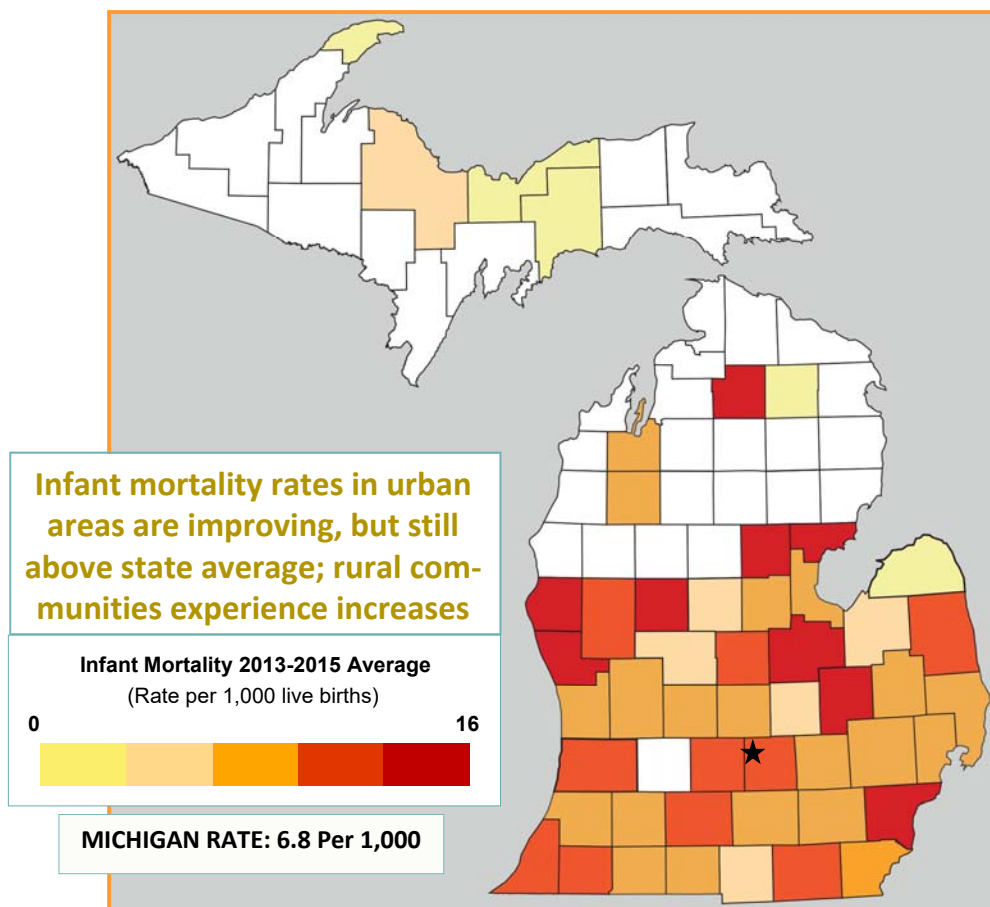 Infant mortality rates in urban
areas are improving, but still
above state average; rural com-
munities experience increases
Infant Mortality 2013-2015 Average
(Rate per 1,000 live births)
0 16
MICHIGAN RATE: 6.8 Per 1,000